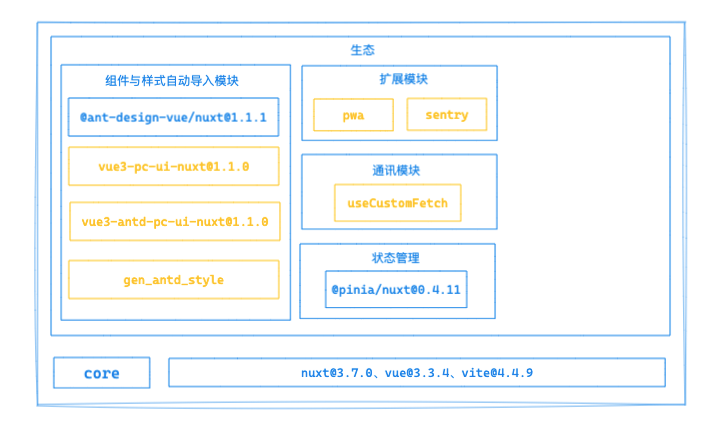 生态
组件与样式自动导入模块
@ant-design-vue/nuxt@1.1.1
vue3-pc-ui-nuxt@1.1.0
vue3-antd-pc-ui-nuxt@1.1.0
gen_antd_style
扩展模块
pwa
sentry
通讯模块
useCustomFetch
状态管理
@pinia/nuxt@0.4.11
core
nuxt@3.7.0、vue@3.3.4、vite@4.4.9